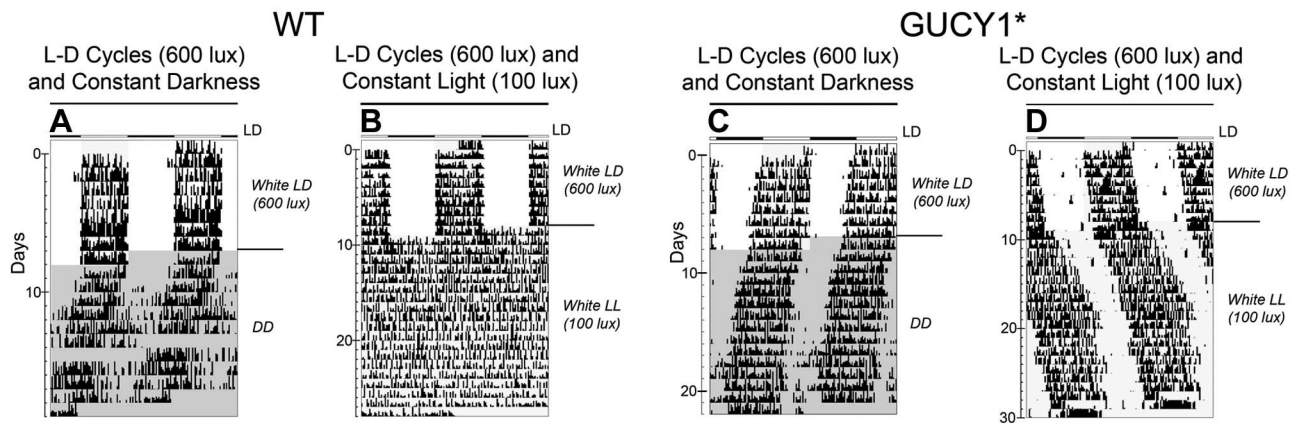 WT
L-D Cycles (600 lux)
and Constant Darkness
L-D Cycles (600 lux) and
Constant Light (100 lux)
A
LD
0
10
Days
White LD
(600 lux)
DD
B
LD
0
10
20
White LD
(600 lux)
White LL
(100 lux)
GUCY1*
L-D Cycles (600 lux)
and Constant Darkness
L-D Cycles (600 lux) and
Constant Light (100 lux)
C
LD
0
10
20
Days
White LD
(600 lux)
DD
D
LD
0
10
20
30
White LD
(600 lux)
White LL
(100 lux)